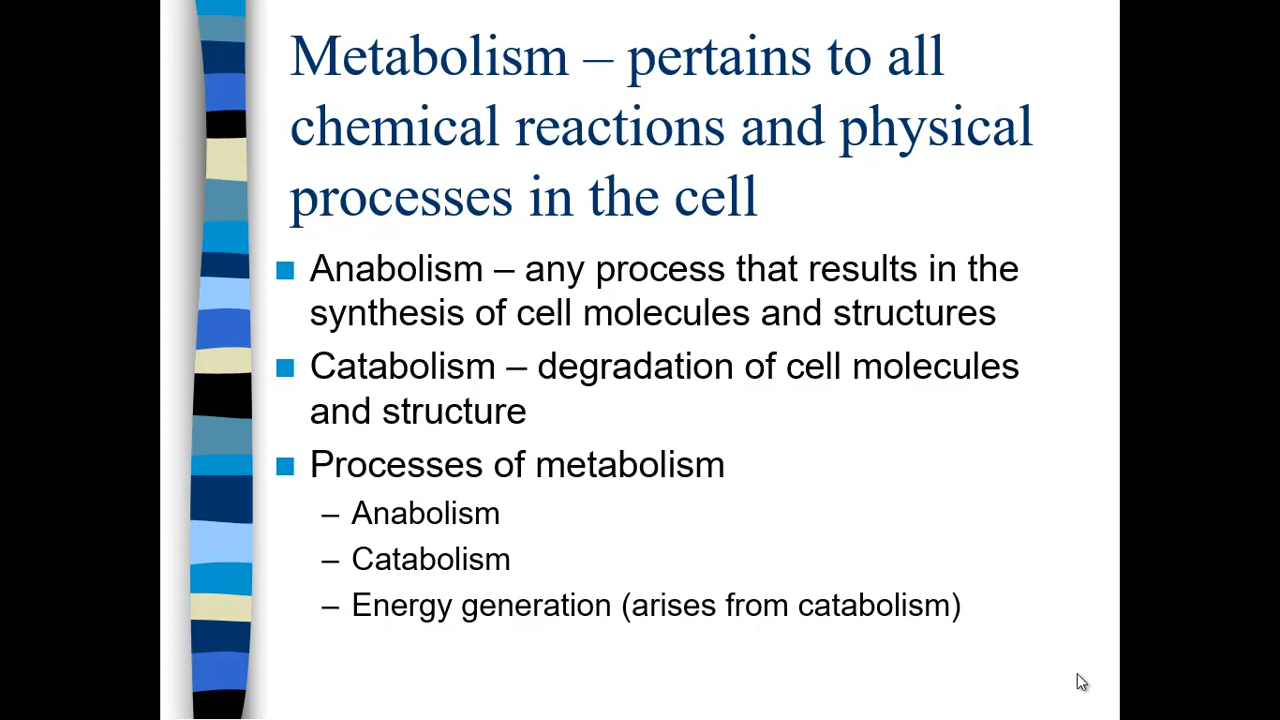 Metabolism – pertains to all
chemical reactions and physical
processes in the cell
Anabolism – any process that results in the
synthesis of cell molecules and structures
Catabolism – degradation of cell molecules
and structure
Processes of metabolism
– Anabolism
– Catabolism
– Energy generation (arises from catabolism)